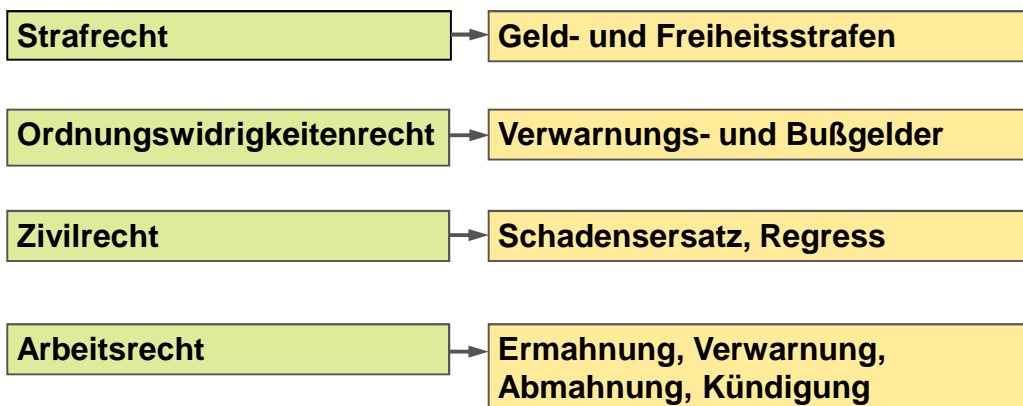 Strafrecht
Geld- und Freiheitsstrafen
Ordnungswidrigkeitenrecht
Verwarnungs- und Bußgelder
Zivilrecht
Schadensersatz, Regress
Arbeitsrecht
Ermahnung, Verwarnung,
Abmahnung, Kündigung